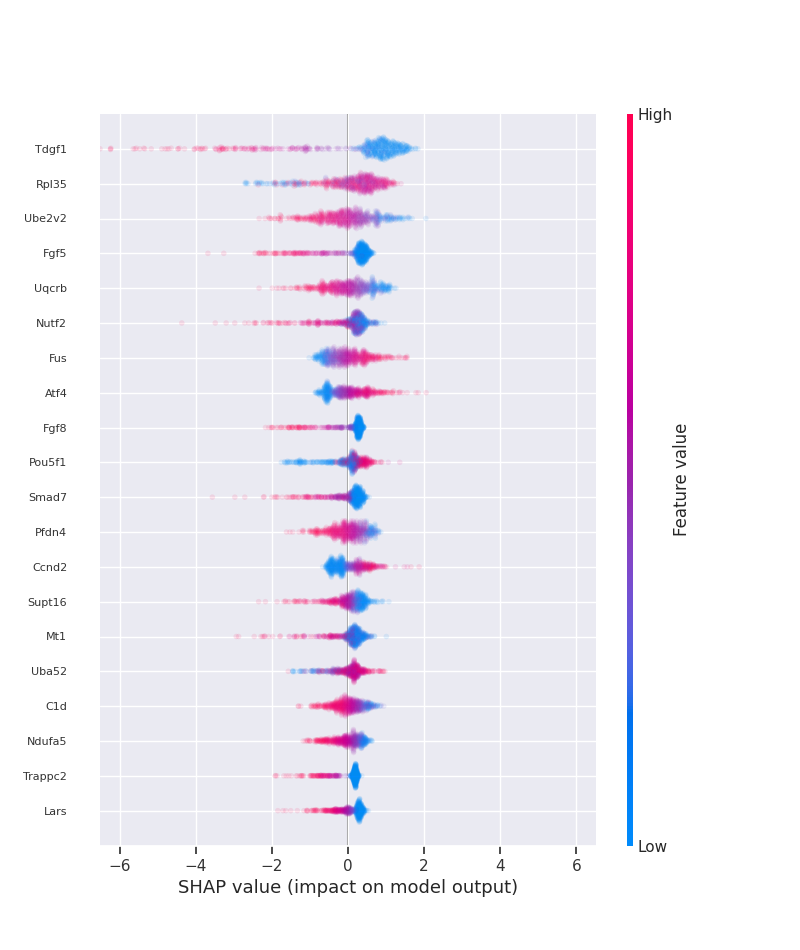 High
Tdgf1
Rpl35
Ube2v2
Fgf5
Uqcrb
Nutf2
Fus
Atf4
Fgf8
Pou5f1
Smad7
Pfdn4
Ccnd2
Supt16
Mt1
Uba52
C1d
Ndufa5
Trappc2
Lars
Feature value
Low
−6 −4 −2 0 2 4 6
SHAP value (impact on model output)